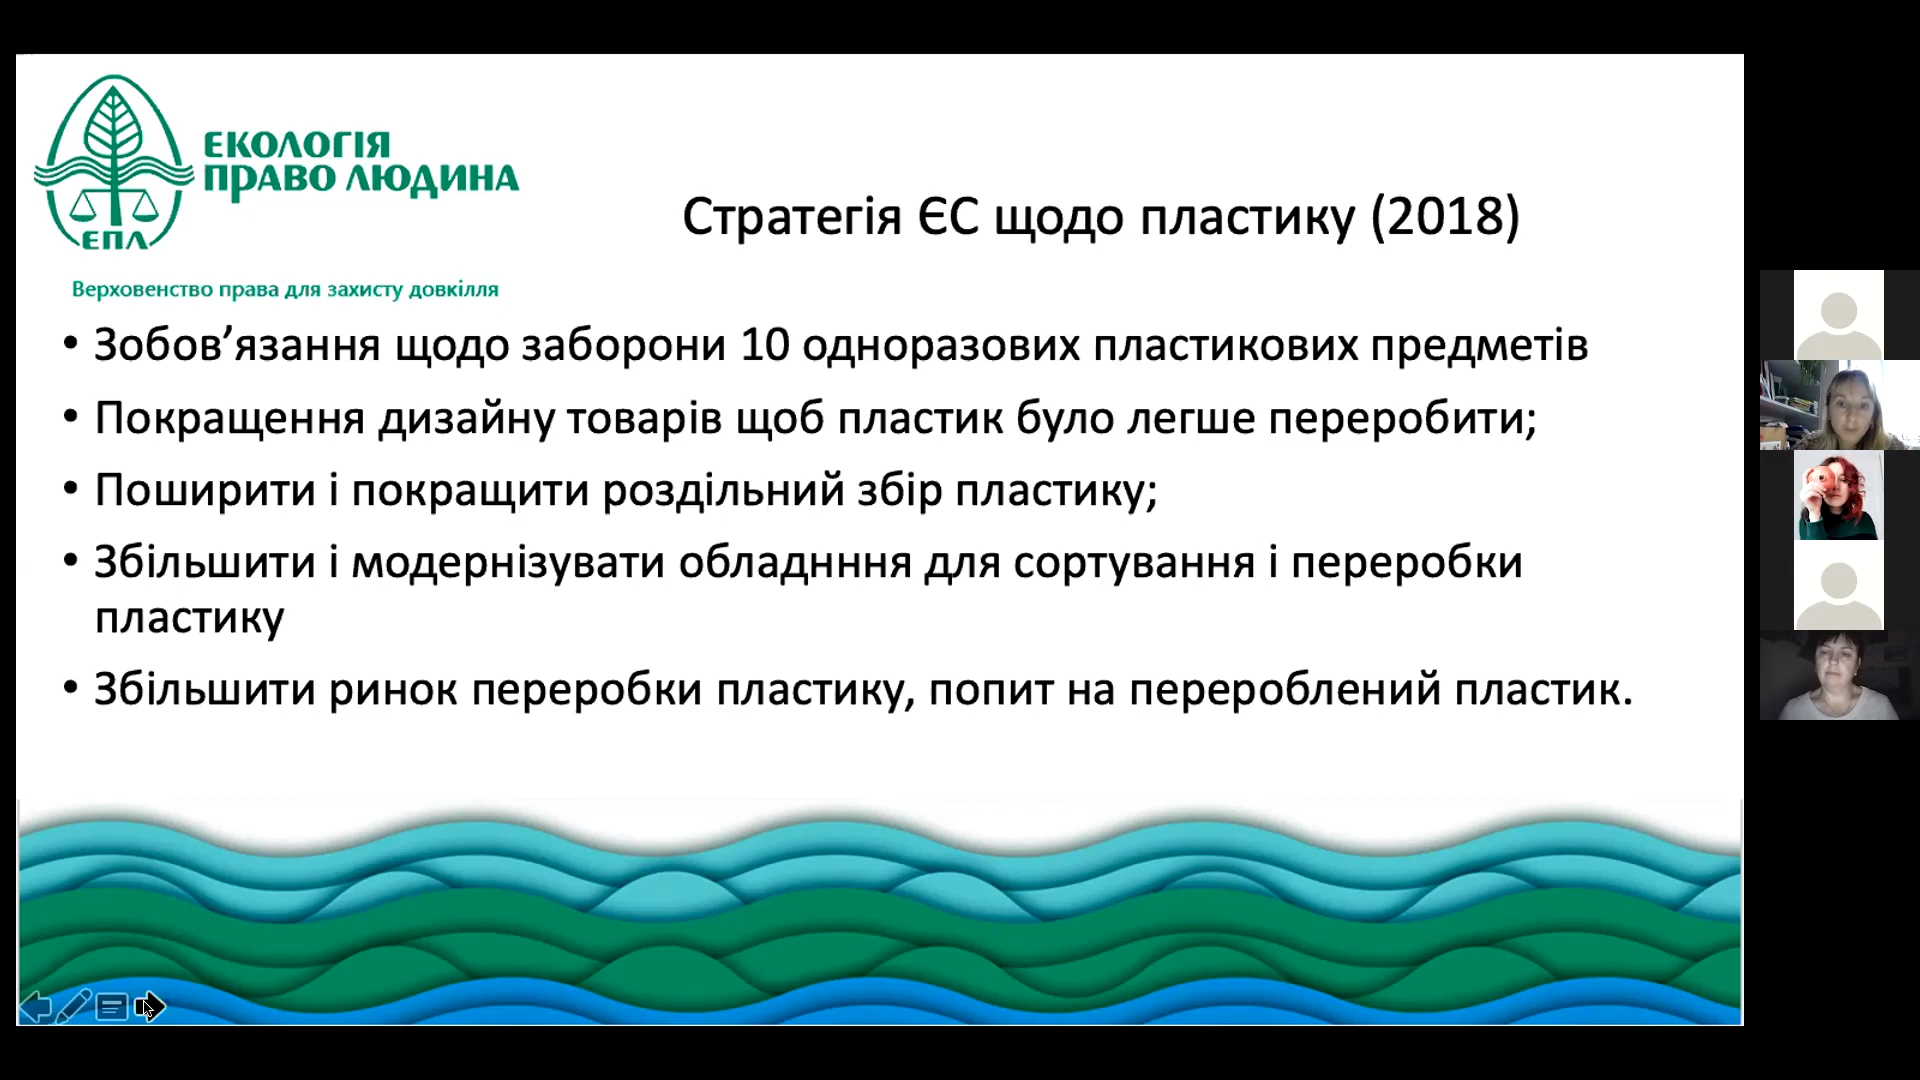 ЕКОЛОГІЯ
ПРАВО ЛЮДИНА
ЕПЛ
Верховенство права для захисту довкілля
Стратегія ЄС щодо пластику (2018)
• Зобов’язання щодо заборони 10 одноразових пластикових предметів
• Покращення дизайну товарів щоб пластик було легше переробити;
• Поширити і покращити роздільний збір пластику;
• Збільшити і модернізувати обладнння для сортування і переробки
пластику
• Збільшити ринок переробки пластику, попит на перероблений пластик.